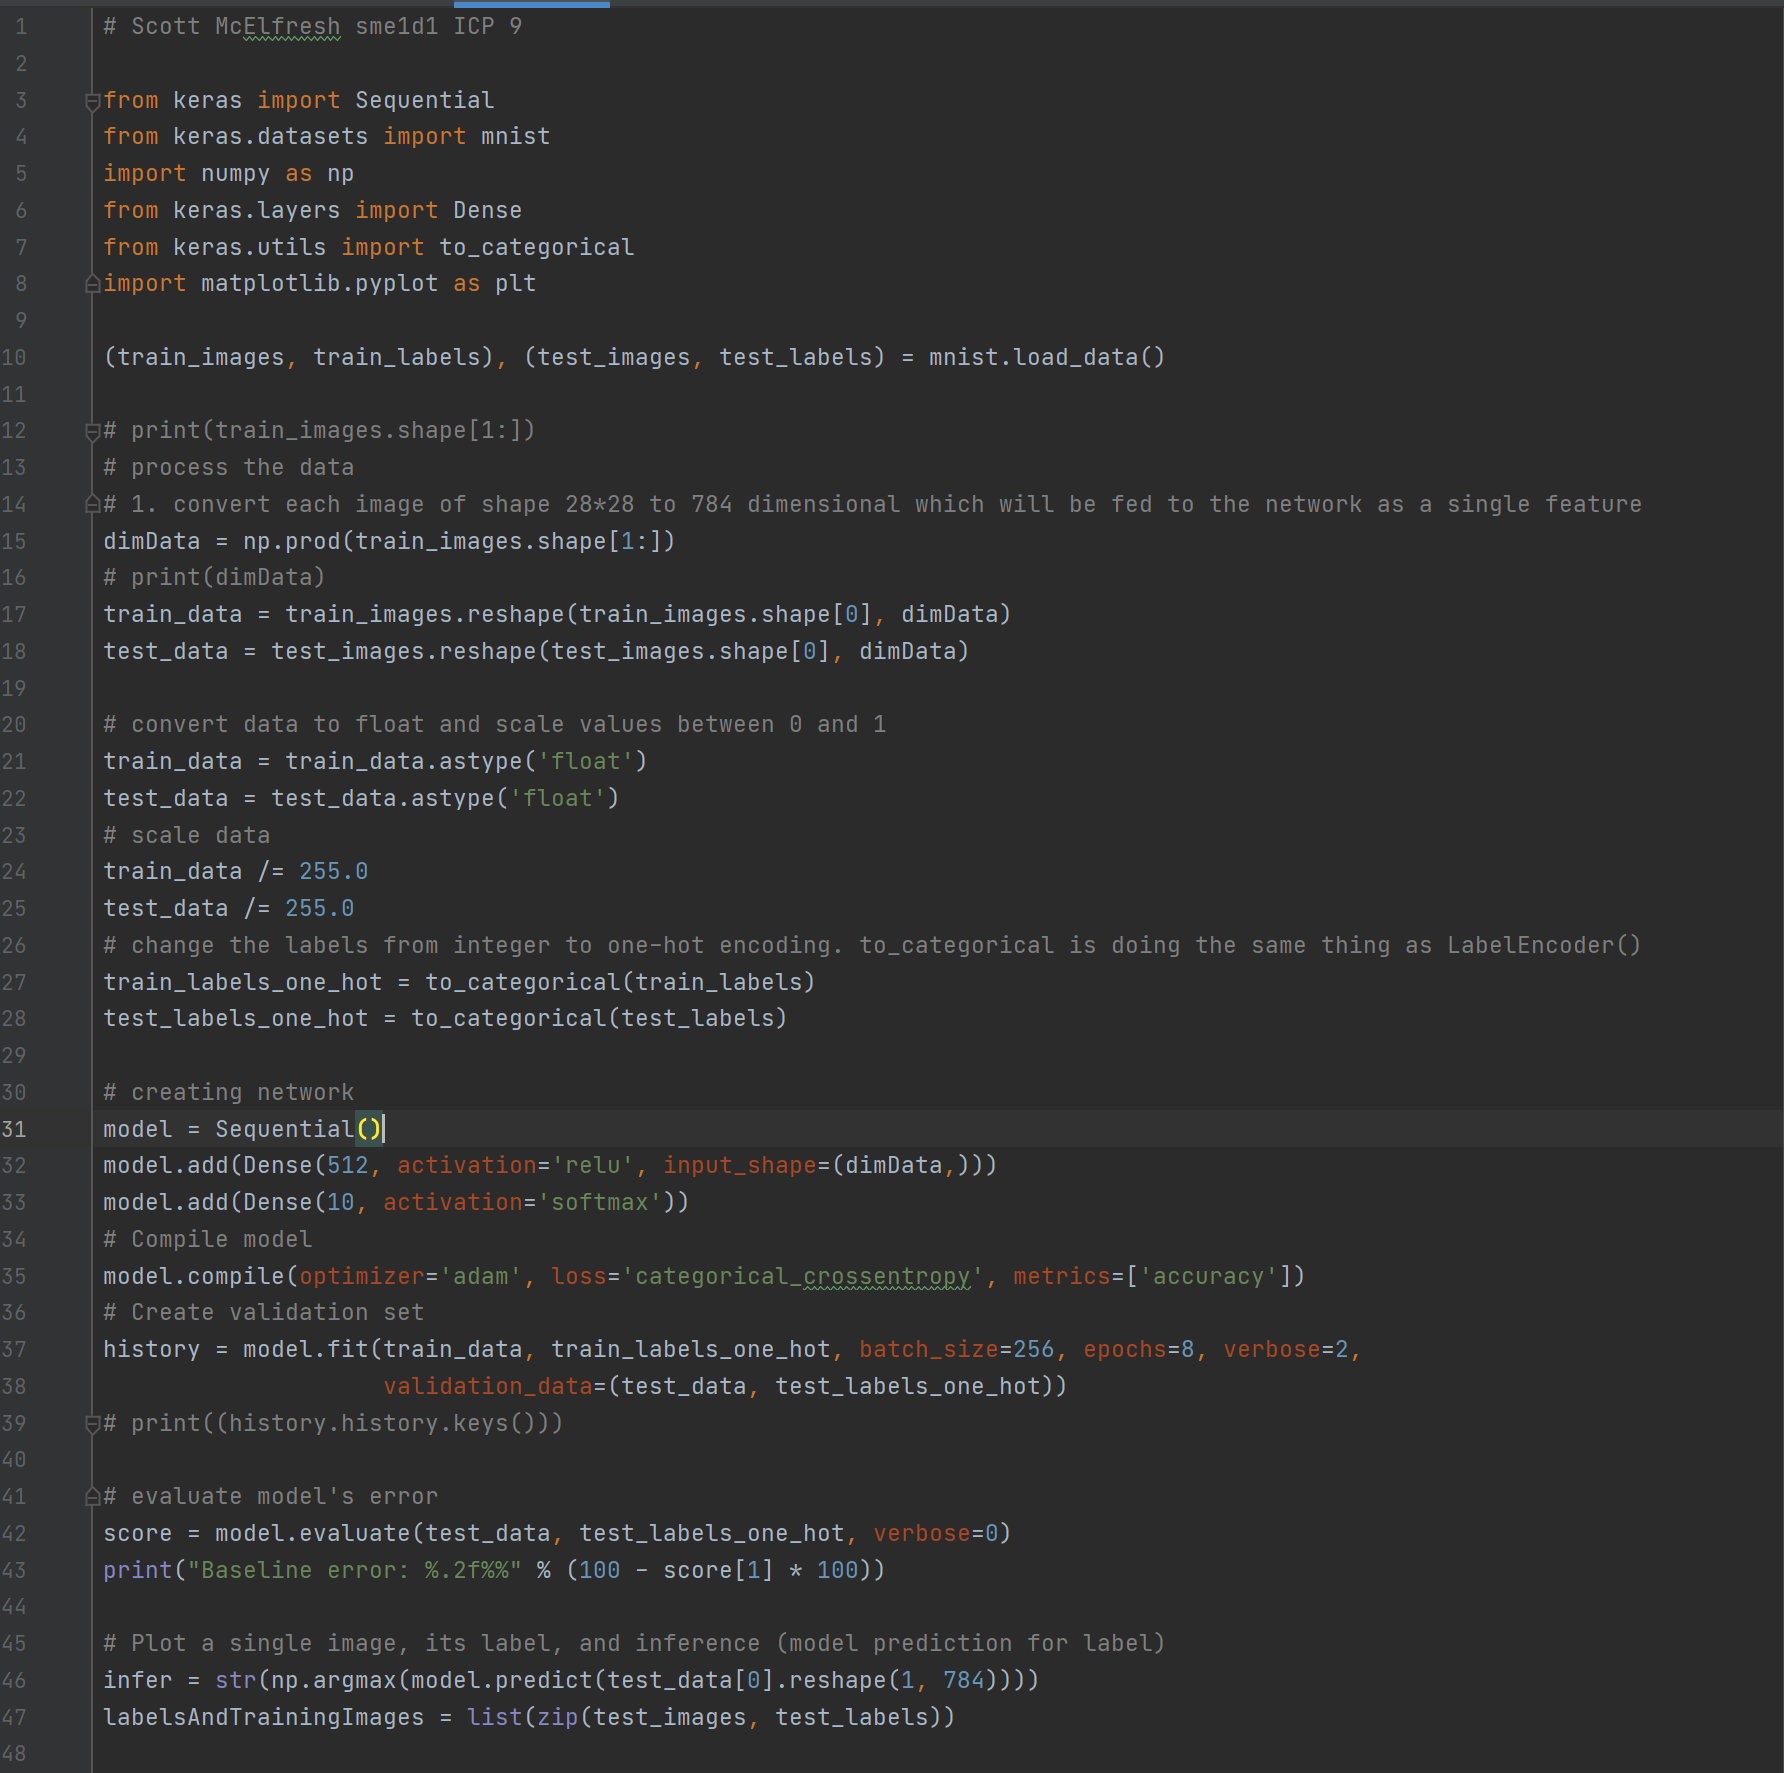 1 # Scott McElfresh sme1d1 ICP 9
2
3 from keras import Sequential
4 from keras.datasets import mnist
5 import numpy as np
6 from keras.layers import Dense
7 from keras.utils import to_categorical
8 import matplotlib.pyplot as plt
9
10 (train_images, train_labels), (test_images, test_labels) = mnist.load_data()
11
12 # print(train_images.shape[1:])
13 # process the data
14 # 1. convert each image of shape 28*28 to 784 dimensional which will be fed to the network as a single feature
15 dimData = np.prod(train_images.shape[1:])
16 # print(dimData)
17 train_data = train_images.reshape(train_images.shape[0], dimData)
18 test_data = test_images.reshape(test_images.shape[0], dimData)
19
20 # convert data to float and scale values between 0 and 1
21 train_data = train_data.astype('float')
22 test_data = test_data.astype('float')
23 # scale data
24 train_data /= 255.0
25 test_data /= 255.0
26 # change the labels from integer to one-hot encoding. to_categorical is doing the same thing as LabelEncoder()
27 train_labels_one_hot = to_categorical(train_labels)
28 test_labels_one_hot = to_categorical(test_labels)
29
30 # creating network
31 model = Sequential()
32 model.add(Dense(512, activation='relu', input_shape=(dimData,)))
33 model.add(Dense(10, activation='softmax'))
34 # Compile model
35 model.compile(optimizer='adam', loss='categorical_crossentropy', metrics=['accuracy'])
36 # Create validation set
37 history = model.fit(train_data, train_labels_one_hot, batch_size=256, epochs=8, verbose=2,
38                     validation_data=(test_data, test_labels_one_hot))
39 # print((history.history.keys()))
40
41 # evaluate model's error
42 score = model.evaluate(test_data, test_labels_one_hot, verbose=0)
43 print("Baseline error: %.2f%%" % (100 - score[1] * 100))
44
45 # Plot a single image, its label, and inference (model prediction for label)
46 infer = str(np.argmax(model.predict(test_data[0].reshape(1, 784))))
47 labelsAndTrainingImages = list(zip(test_images, test_labels))
48